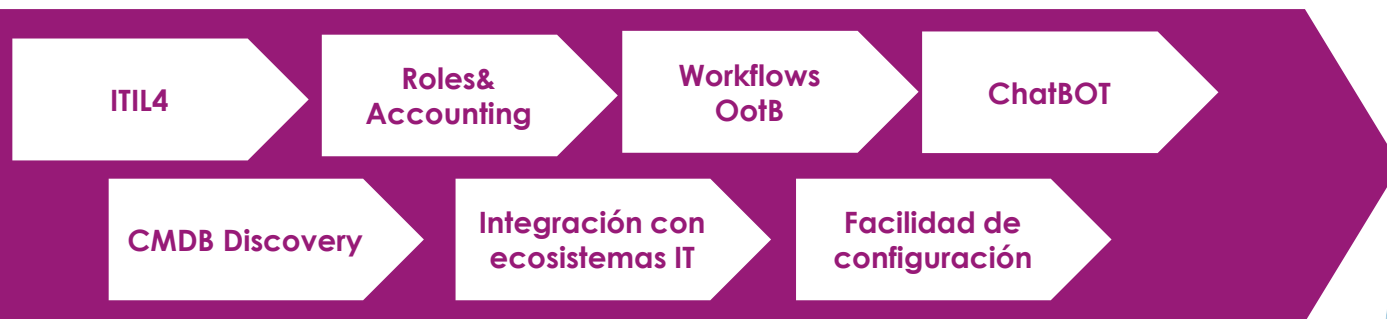 ITIL4
Roles&
Accounting
Workflows
OotB
ChatBOT
CMDB Discovery
Integración con
ecosistemas IT
Facilidad de
configuración